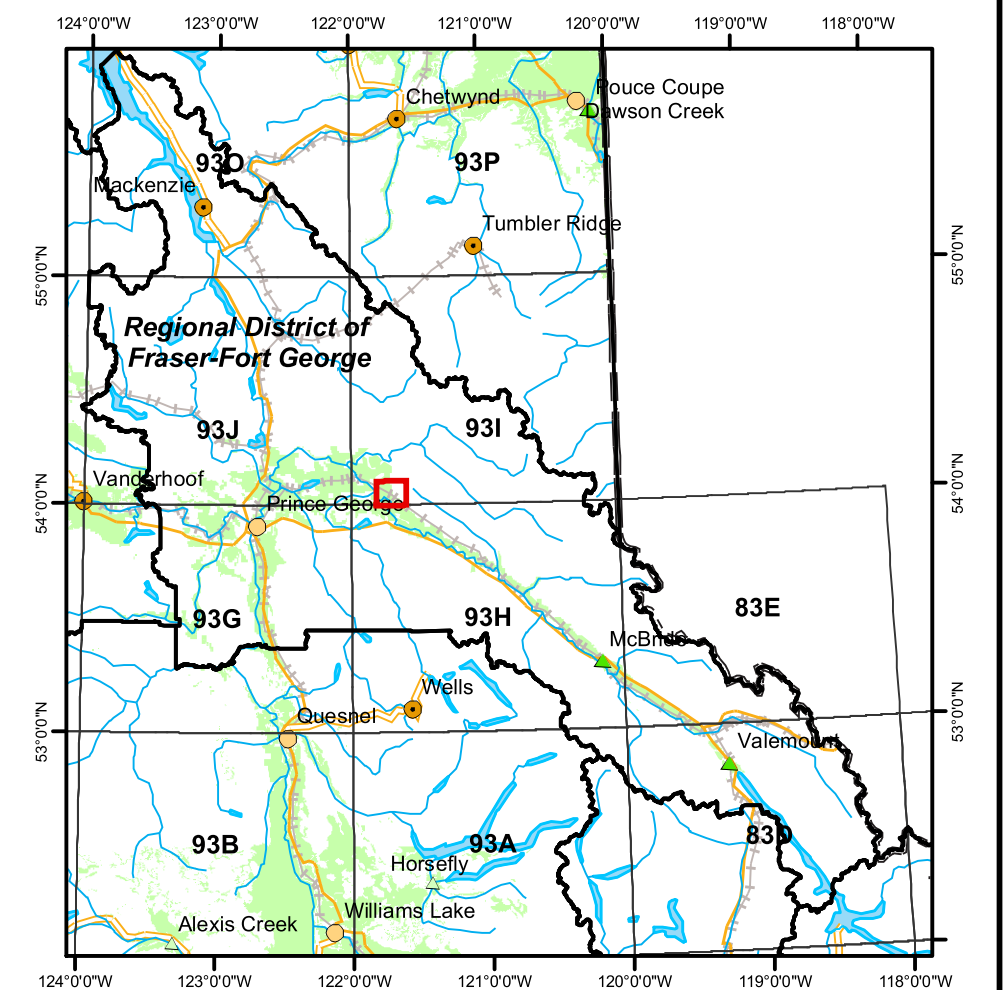 124°0'0"W 123°0'0"W 122°0'0"W 121°0'0"W 120°0'0"W 119°0'0"W 118°0'0"W
Pouce Coupe
Chetwynd
Dawson Creek
93O
93P
Mackenzie
Tumbler Ridge
55°0'0"N
55°0'0"N
Regional District of
Fraser-Fort George
93J
93I
Vanderhoof
Prince George
54°0'0"N
54°0'0"N
83E
93G
93H
McBride
Wells
Quesnel
53°0'0"N
53°0'0"N
Valemount
93B
93A
83D
Horsefly
Williams Lake
Alexis Creek
124°0'0"W 123°0'0"W 122°0'0"W 121°0'0"W 120°0'0"W 119°0'0"W 118°0'0"W